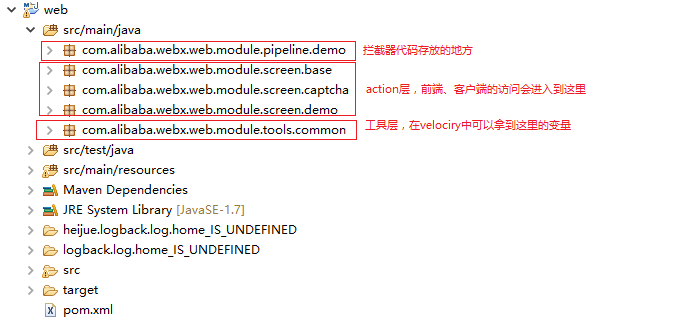 web
src/main/java
com.alibaba.webx.web.module.pipeline.demo 拦截器代码存放的地方
com.alibaba.webx.web.module.screen.base
com.alibaba.webx.web.module.screen.captcha action层，前端、客户端的访问会进入到这里
com.alibaba.webx.web.module.screen.demo
com.alibaba.webx.web.module.tools.common 工具层，在velociry中可以拿到这里的变量
src/test/java
src/main/resources
Maven Dependencies
JRE System Library [JavaSE-1.7]
heijue.logback.log.home_IS_UNDEFINED
logback.log.home_IS_UNDEFINED
src
target
pom.xml